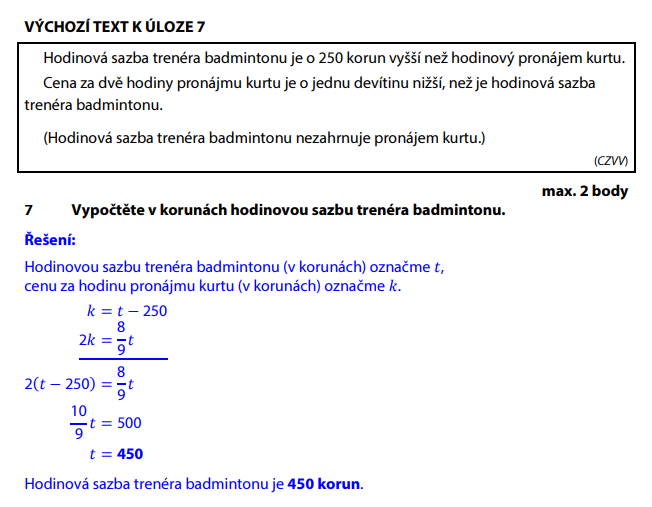 VÝCHOZÍ TEXT K ÚLOZE 7
Hodinová sazba trenéra badmintonu je o 250 korun vyšší než hodinový pronájem kurtu.
Cena za dvě hodiny pronájmu kurtu je o jednu devítinu nižší, než je hodinová sazba
trenéra badmintonu.
(Hodinová sazba trenéra badmintonu nezahrnuje pronájem kurtu.)
(CZVV)
max. 2 body
7 Vypočtěte v korunách hodinovou sazbu trenéra badmintonu.
Řešení:
Hodinovou sazbu trenéra badmintonu (v korunách) označme t,
cenu za hodinu pronájmu kurtu (v korunách) označme k.
k = t − 250
2k = 8/9 t
2(t − 250) = 8/9 t
10/9 t = 500
t = 450
Hodinová sazba trenéra badmintonu je 450 korun.